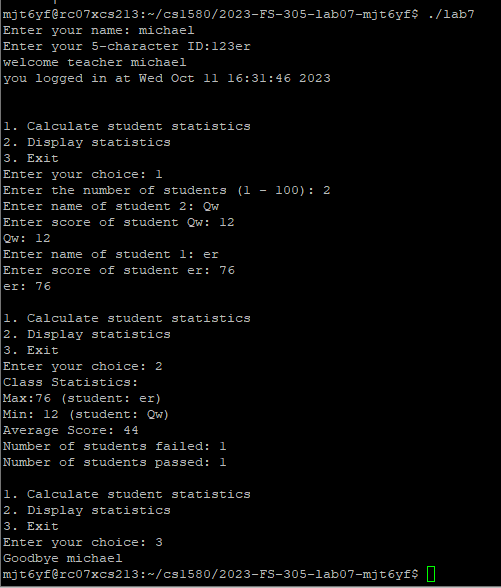 mjt6yf@rc07xcs213:~/cs1580/2023-FS-305-lab07-mjt6yf$ ./lab7
Enter your name: michael
Enter your 5-character ID:123er
welcome teacher michael
you logged in at Wed Oct 11 16:31:46 2023
1. Calculate student statistics
2. Display statistics
3. Exit
Enter your choice: 1
Enter the number of students (1 - 100): 2
Enter name of student 2: Qw
Enter score of student Qw: 12
Qw: 12
Enter name of student 1: er
Enter score of student er: 76
er: 76
1. Calculate student statistics
2. Display statistics
3. Exit
Enter your choice: 2
Class Statistics:
Max:76 (student: er)
Min: 12 (student: Qw)
Average Score: 44
Number of students failed: 1
Number of students passed: 1
1. Calculate student statistics
2. Display statistics
3. Exit
Enter your choice: 3
Goodbye michael
mjt6yf@rc07xcs213:~/cs1580/2023-FS-305-lab07-mjt6yf$